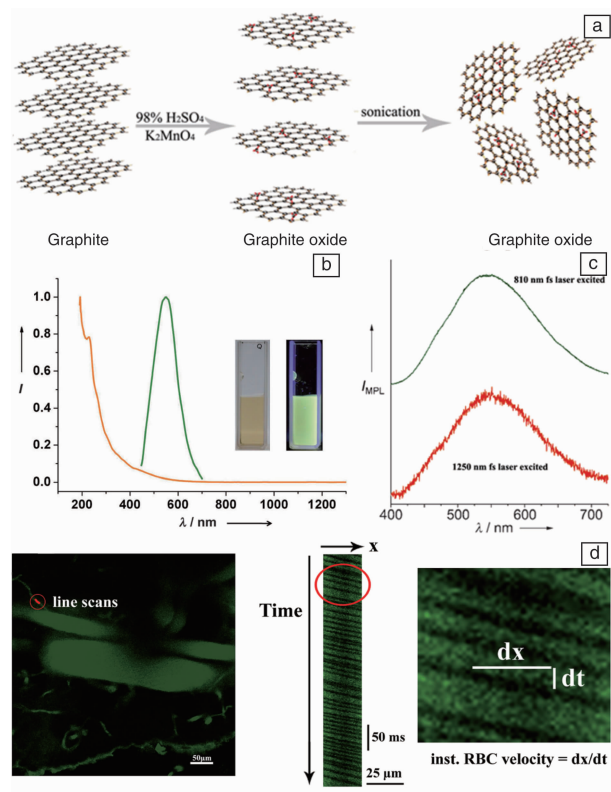 a
98% H₂SO₄
K₂MnO₄
sonication
Graphite
Graphite oxide
Graphite oxide
b
1.0
0.8
0.6
0.4
0.2
0.0
I
200 400 600 800 1000 1200
λ / nm
c
810 nm fs laser excited
I MPL
1250 nm fs laser excited
400 500 600 700
λ / nm
d
line scans
50μm
x
Time
50 ms
25 μm
dx
dt
inst. RBC velocity = dx/dt